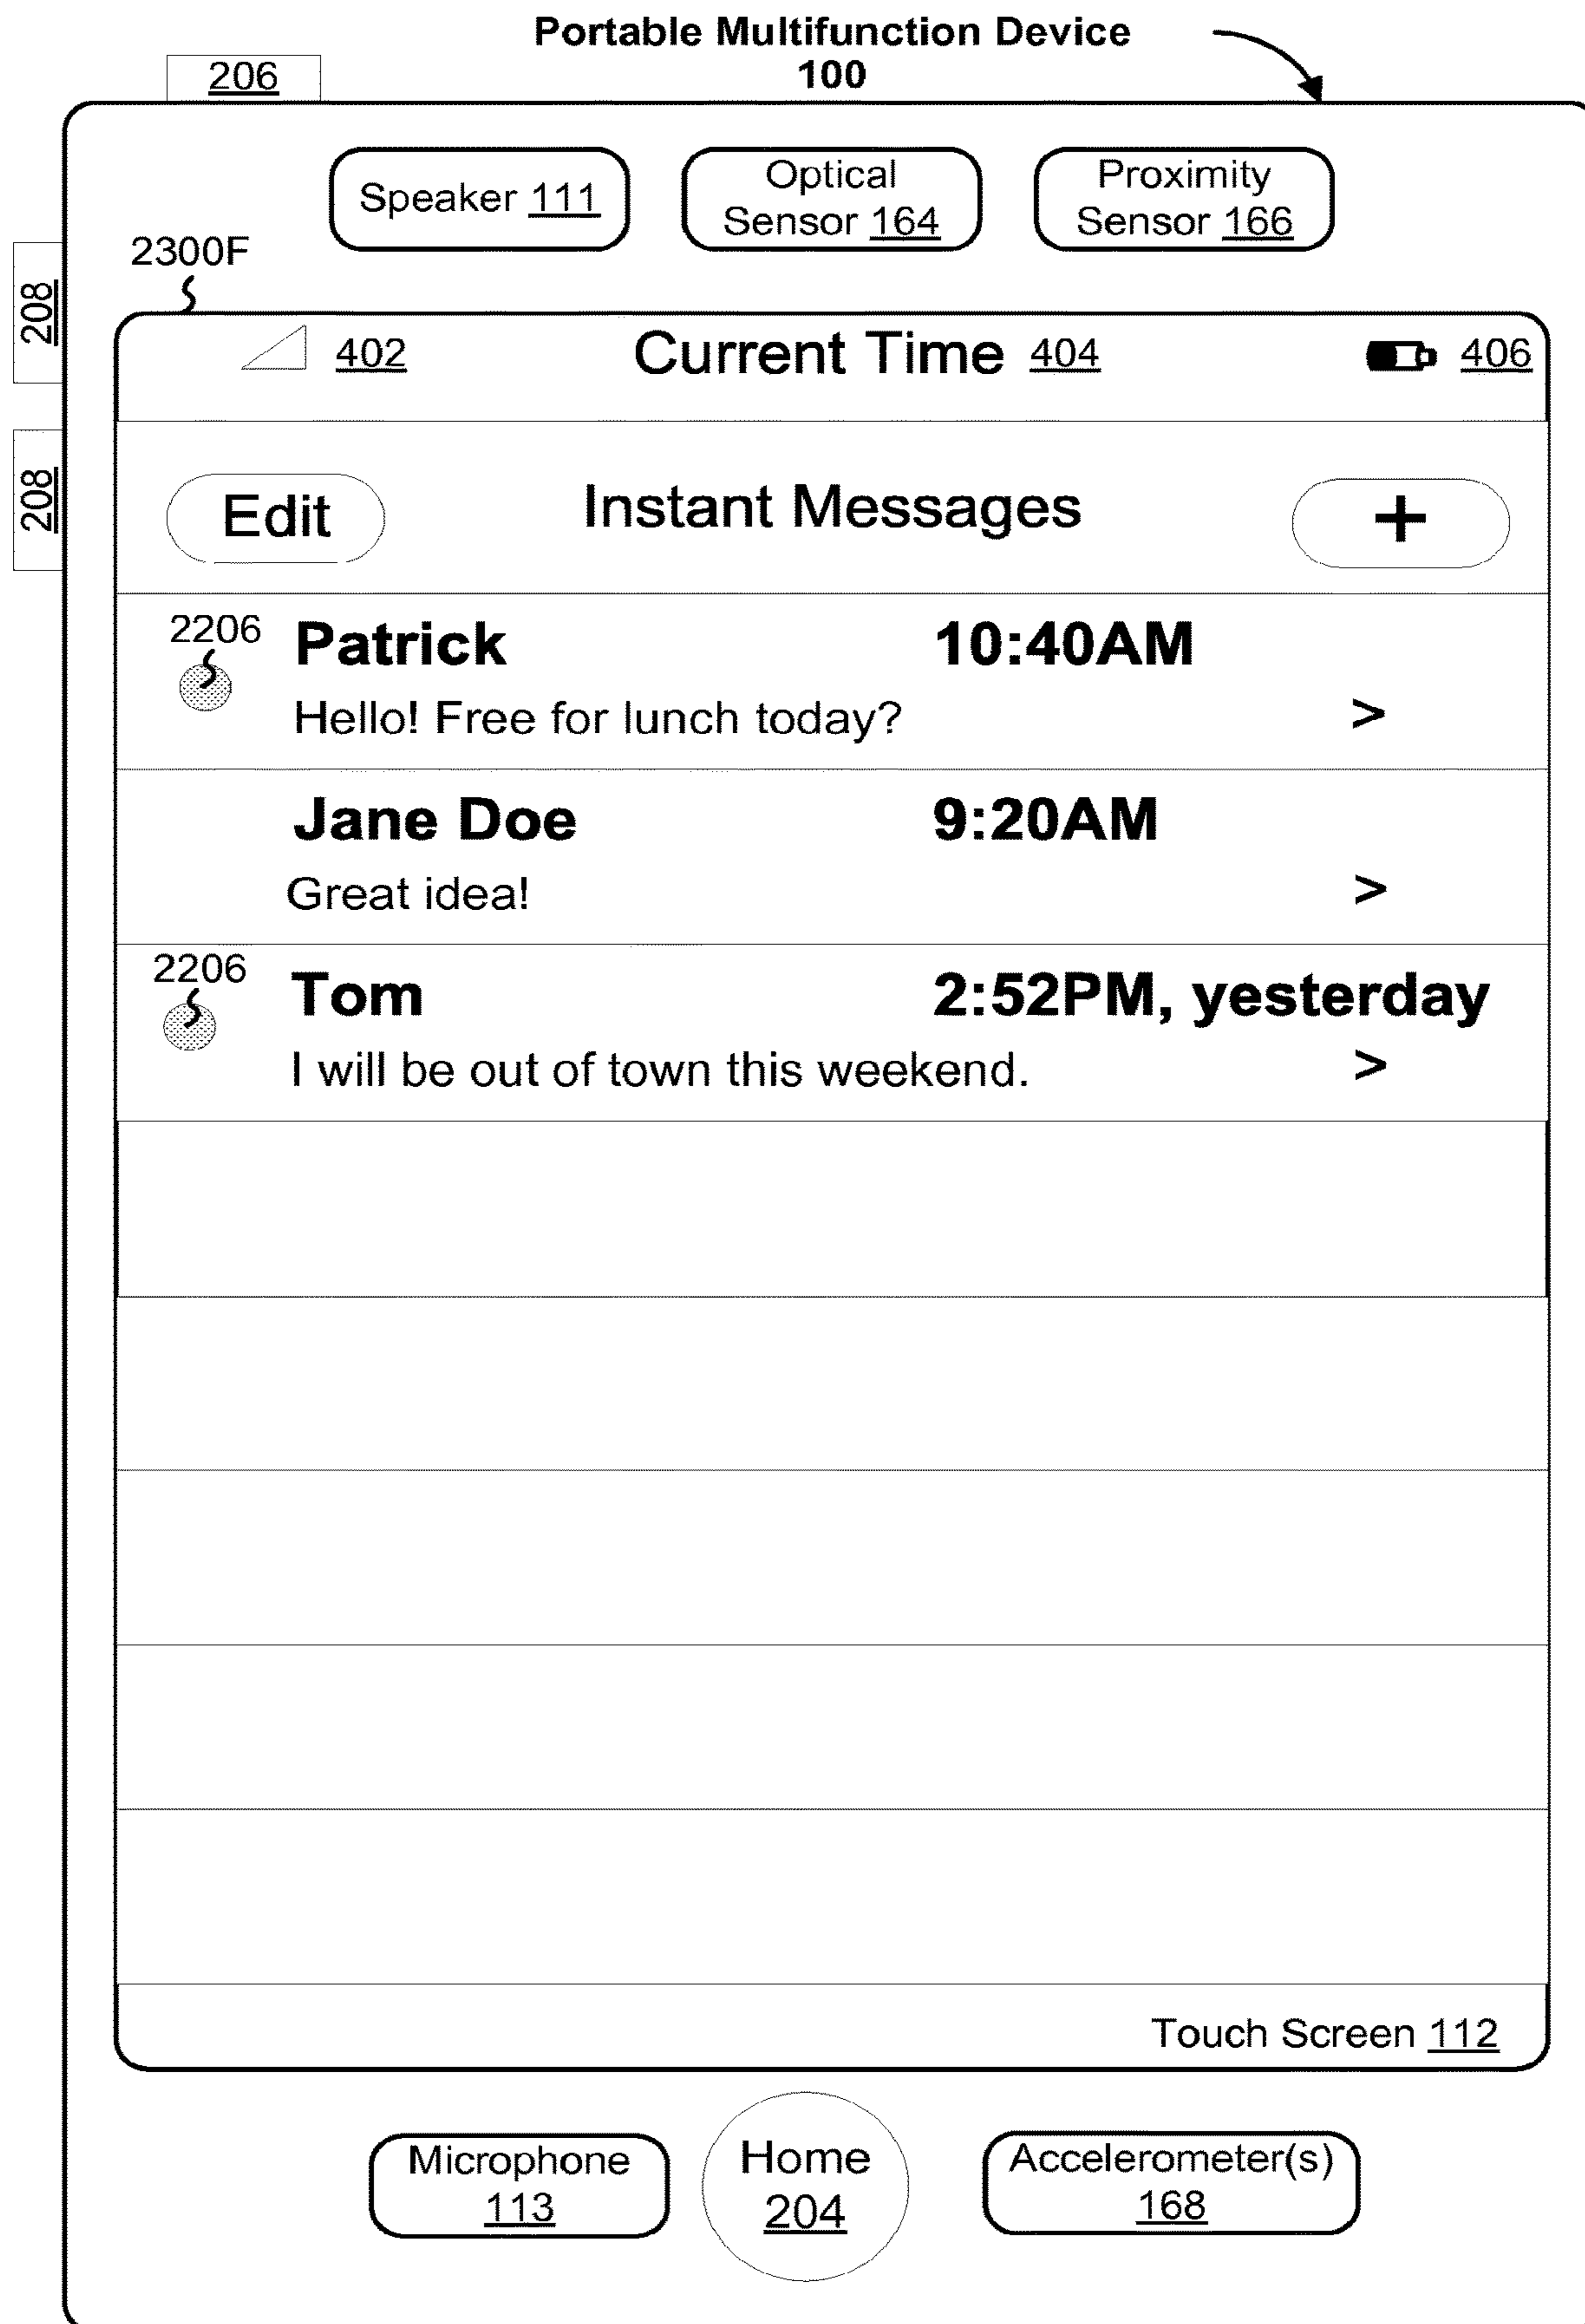 Portable Multifunction Device
100
206
Speaker 111
Optical
Sensor 164
Proximity
Sensor 166
2300F
208
208
402
Current Time 404
406
Edit
Instant Messages
+
2206
Patrick
10:40AM
Hello! Free for lunch today?
>
Jane Doe
9:20AM
Great idea!
>
2206
Tom
2:52PM, yesterday
I will be out of town this weekend.
>
Touch Screen 112
Microphone
113
Home
204
Accelerometer(s)
168